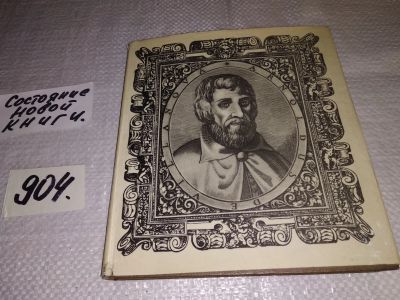 Состояние
новой
книги.
904.